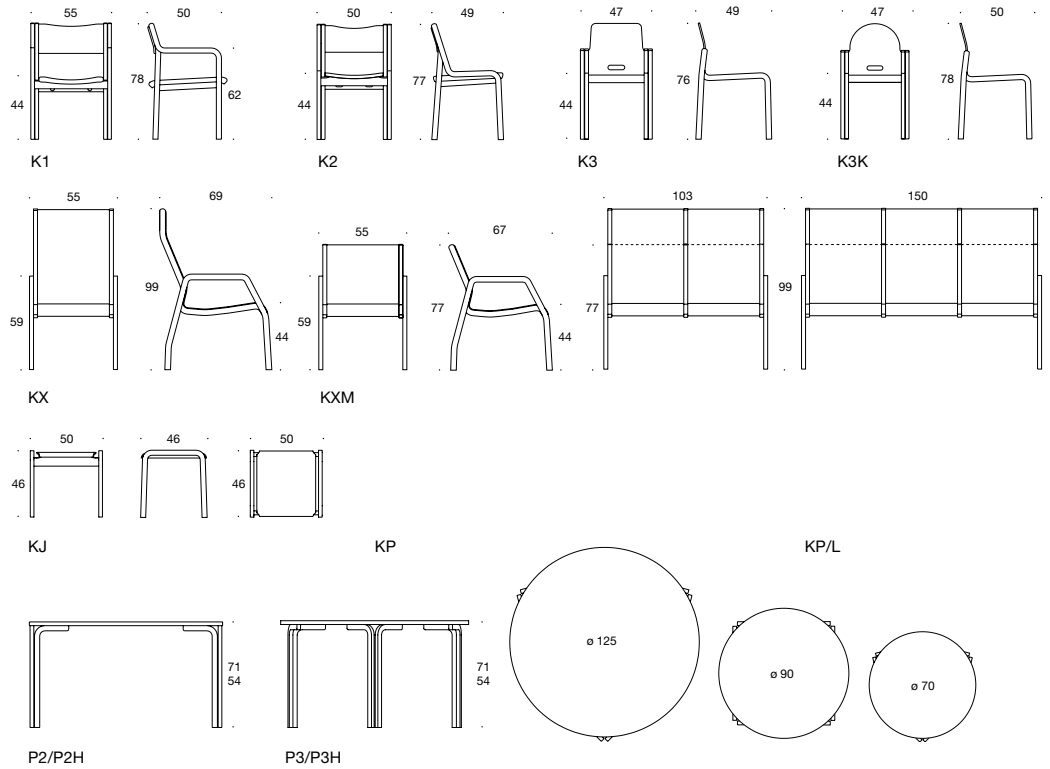 55 50 50 49 47 49 47 50
78 77 76 78
44 62 44 44 44
K1 K2 K3 K3K
55 69 103 150
55 67
99 77 77 99
59 44 59 44
KX KXM
50 46 50
46 46
KJ KP KP/L
ø 125
71 71
ø 90
54 54
ø 70
P2/P2H P3/P3H